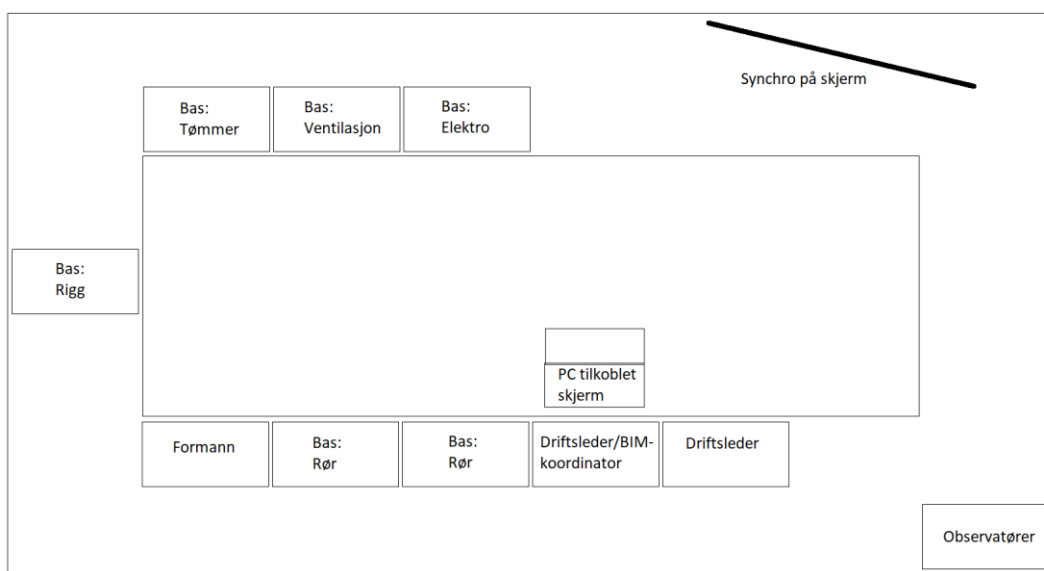 Synchro på skjerm
Bas:
Tømmer
Bas:
Ventilasjon
Bas:
Elektro
Bas:
Rigg
PC tilkoblet
skjerm
Formann
Bas:
Rør
Bas:
Rør
Driftsleder/BIM-
koordinator
Driftsleder
Observatører